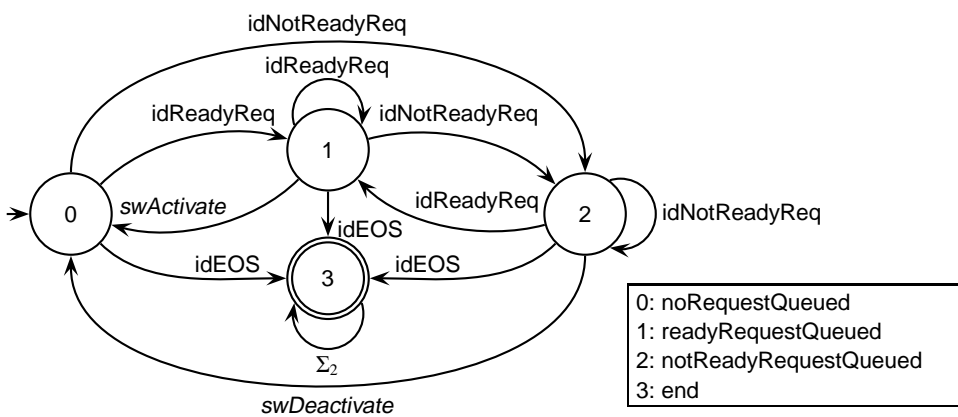 idNotReadyReq
idReadyReq
idReadyReq
idNotReadyReq
1
swActivate
idReadyReq
0
2
idNotReadyReq
idEOS
idEOS
idEOS
3
Σ2
swDeactivate
0: noRequestQueued
1: readyRequestQueued
2: notReadyRequestQueued
3: end